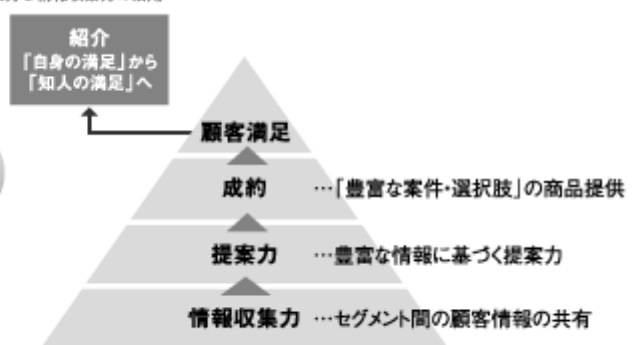 紹介
「自身の満足」から
「知人の満足」へ
顧客満足
成約 …「豊富な案件・選択肢」の商品提供
提案力 …豊富な情報に基づく提案力
情報収集力 …セグメント間の顧客情報の共有